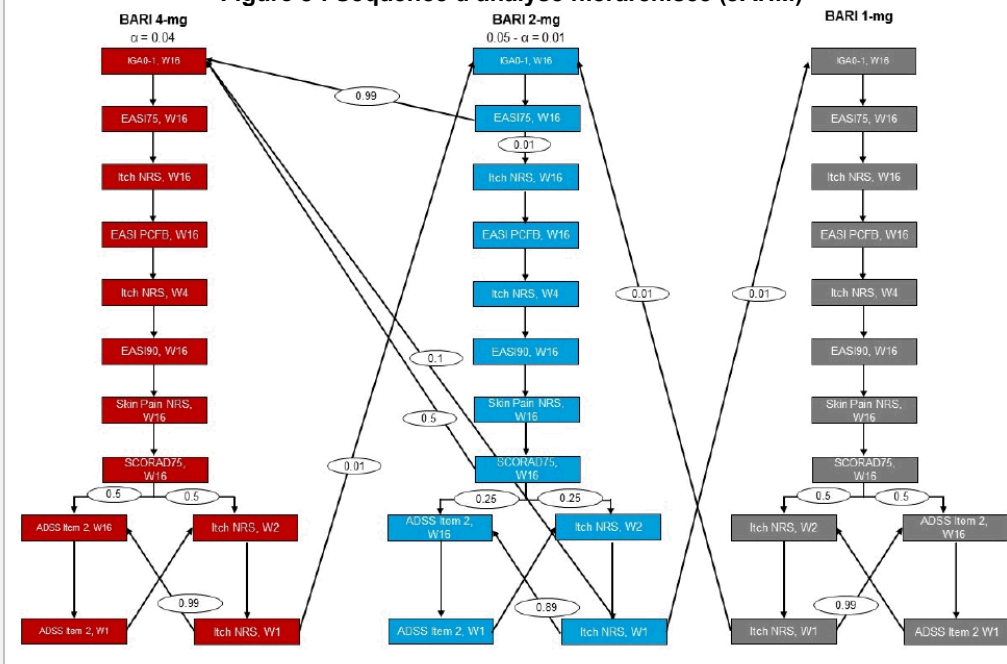 Figure : Séquence d'analyse hiérarchisée
BARI 4-mg
α = 0.04
BARI 2-mg
0.05 - α = 0.01
BARI 1-mg
IGA0-1, W16
IGA0-1, W16
IGA0-1, W16
0.99
EASI75, W16
EASI75, W16
EASI75, W16
0.01
Itch NRS, W16
Itch NRS, W16
Itch NRS, W16
EASI PCFB, W16
EASI PCFB, W16
EASI PCFB, W16
Itch NRS, W4
Itch NRS, W4
0.01
0.01
Itch NRS, W4
EASI90, W16
0.1
EASI90, W16
EASI90, W16
Skin Pain NRS,
W16
0.5
Skin Pain NRS,
W16
Skin Pain NRS,
W16
SCORAD75,
W16
0.01
SCORAD75,
W16
SCORAD75,
W16
0.5
0.5
0.25
0.25
0.5
0.5
ADSS Item 2, W16
Itch NRS, W2
ADSS Item 2,
W16
Itch NRS, W2
Itch NRS, W2
ADSS Item 2,
W16
0.99
0.89
0.99
ADSS Item 2, W1
Itch NRS, W1
ADSS Item 2, W1
Itch NRS, W1
Itch NRS, W1
ADSS Item 2 W1